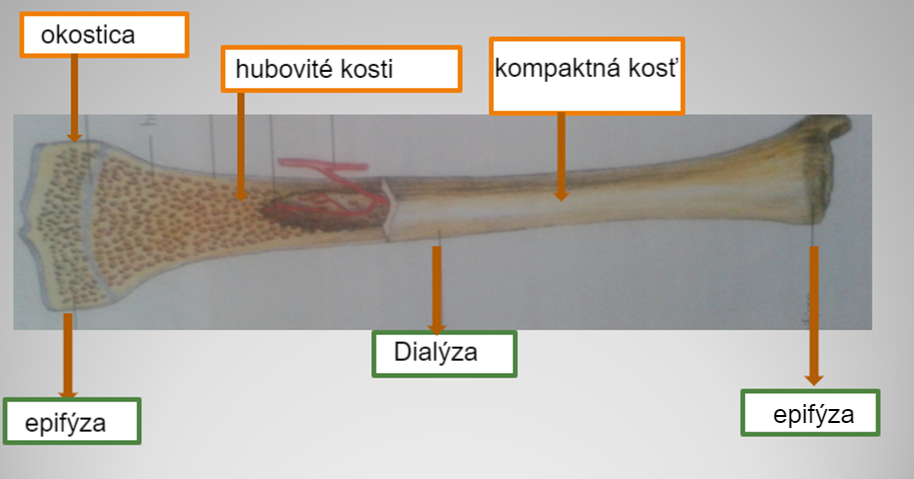 okostica
hubovité kosti
kompaktná kosť
Dialýza
epifýza
epifýza